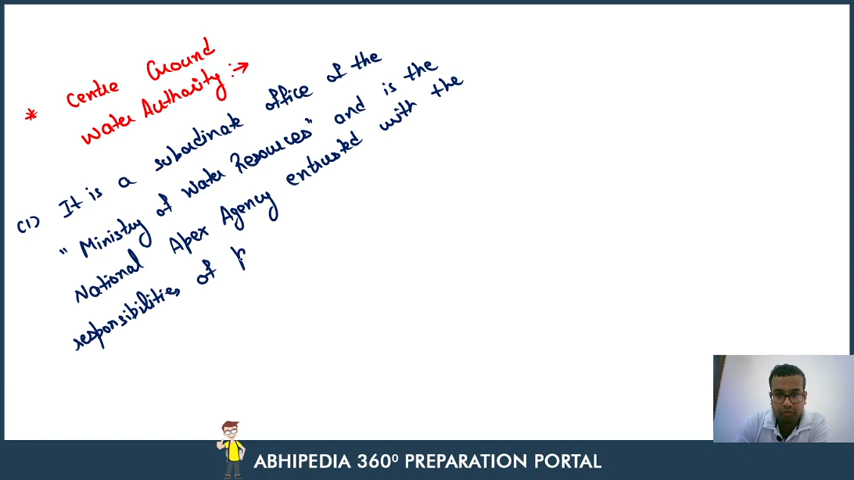 * Centre Ground
Water Authority :→
(1) It is a subordinate office of the
"Ministry of Water Resources" and is the
National Apex Agency entrusted with the
responsibilities of
ABHIPEDIA 360⁰ PREPARATION PORTAL